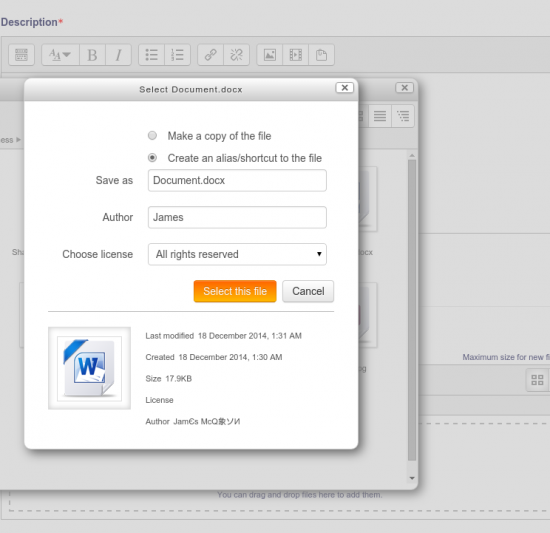 Description*
Select Document.docx
ess
Make a copy of the file
Create an alias/shortcut to the file
Save as Document.docx
Author James
Choose license All rights reserved
Sha
ocx
Select this file Cancel
Last modified 18 December 2014, 1:31 AM
Created 18 December 2014, 1:30 AM
Size 17.9KB
License
Author Jam€s McQ象ソИ
Maximum size for new fi
You can drag and drop files here to add them.